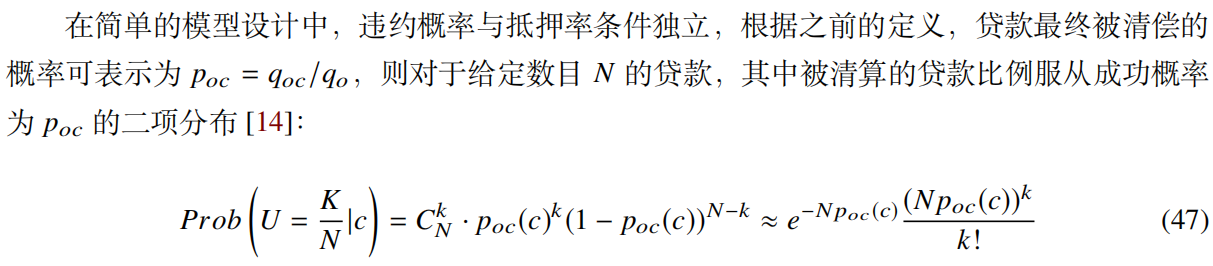 在简单的模型设计中，违约概率与抵押率条件独立，根据之前的定义，贷款最终被清偿的
概率可表示为 p_{oc} = q_{oc}/q_o，则对于给定数目 N 的贷款，其中被清算的贷款比例服从成功概率
为 p_{oc} 的二项分布 [14]：
Prob\left(U = \frac{K}{N}|c\right) = C_N^k \cdot p_{oc}(c)^k(1 - p_{oc}(c))^{N-k} \approx e^{-Np_{oc}(c)}\frac{(Np_{oc}(c))^k}{k!} (47)